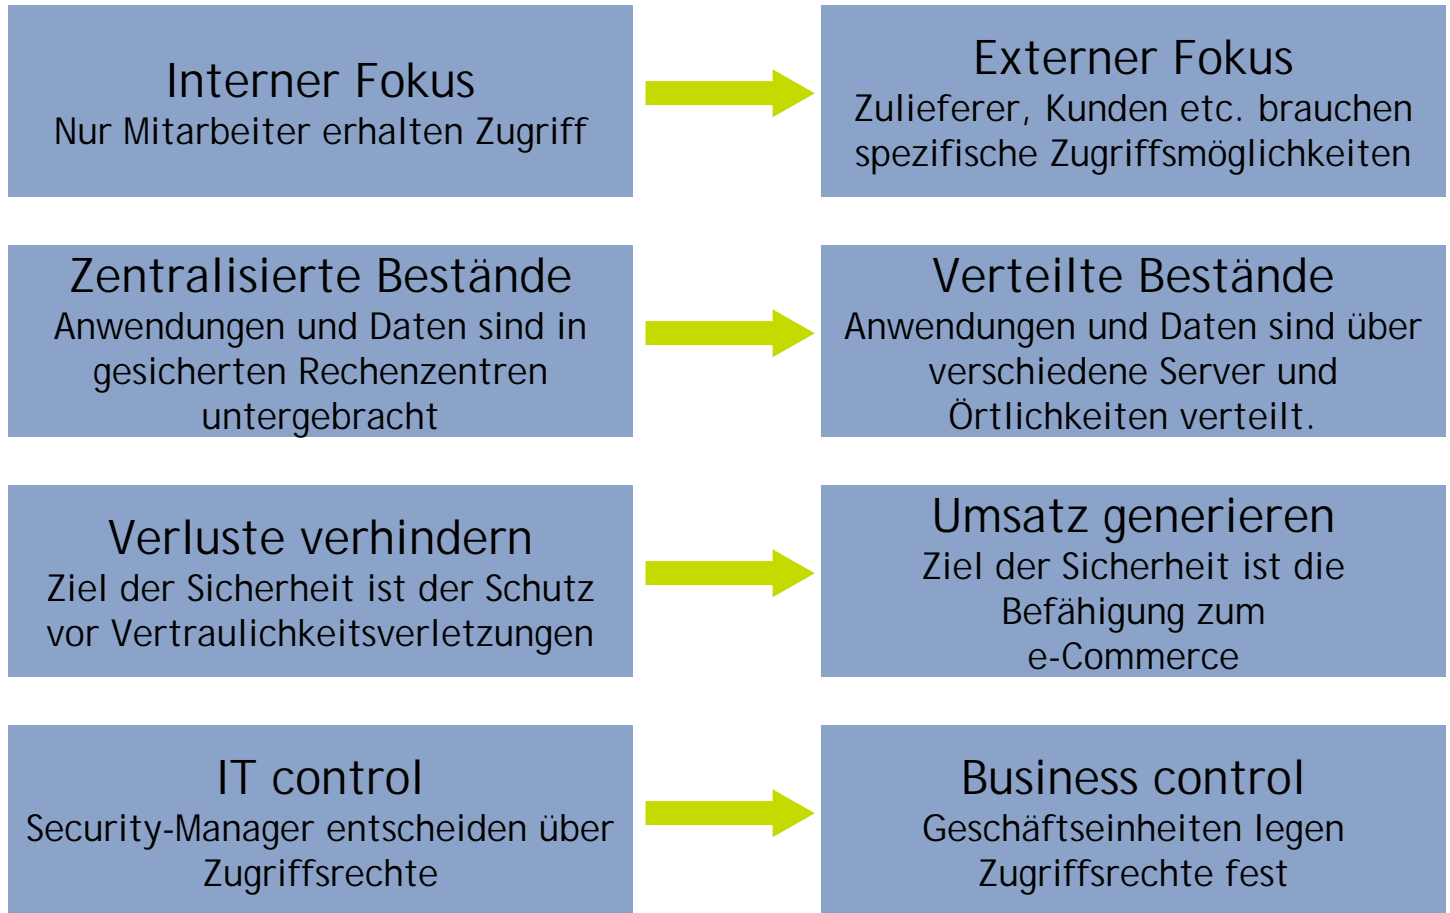 Interner Fokus
Nur Mitarbeiter erhalten Zugriff
Externer Fokus
Zulieferer, Kunden etc. brauchen
spezifische Zugriffsmöglichkeiten
Zentralisierte Bestände
Anwendungen und Daten sind in
gesicherten Rechenzentren
untergebracht
Verteilte Bestände
Anwendungen und Daten sind über
verschiedene Server und
Örtlichkeiten verteilt.
Verluste verhindern
Ziel der Sicherheit ist der Schutz
vor Vertraulichkeitsverletzungen
Umsatz generieren
Ziel der Sicherheit ist die
Befähigung zum
e-Commerce
IT control
Security-Manager entscheiden über
Zugriffsrechte
Business control
Geschäftseinheiten legen
Zugriffsrechte fest